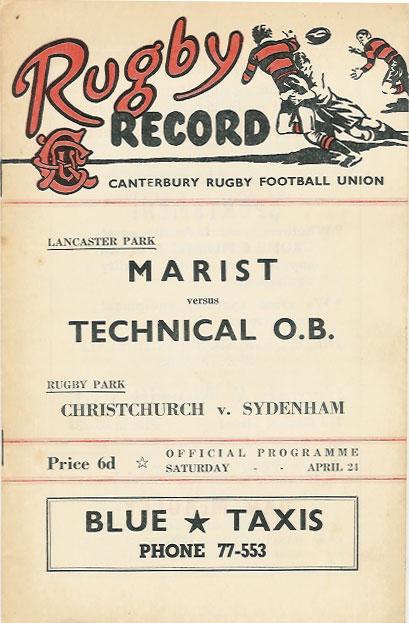 Rugby
RECORD
CRU
CANTERBURY RUGBY FOOTBALL UNION
LANCASTER PARK
MARIST
versus
TECHNICAL O.B.
RUGBY PARK
CHRISTCHURCH v. SYDENHAM
Price 6d ☆ OFFICIAL PROGRAMME
SATURDAY - - APRIL 24
BLUE ★ TAXIS
PHONE 77-553